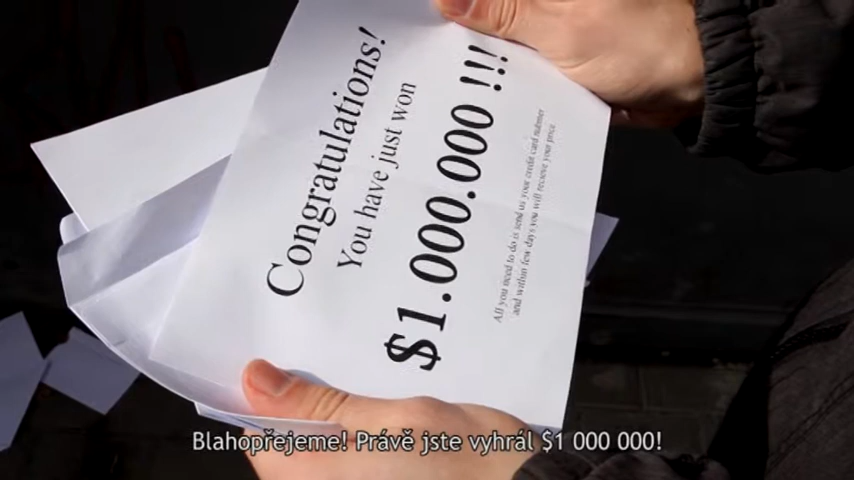 Congratulations!
You have just won
$1.000.000 !!!
All you need to do is send us your credit card number
and within few days you will recieve your price
Blahopřejeme! Právě jste vyhrál $1 000 000!